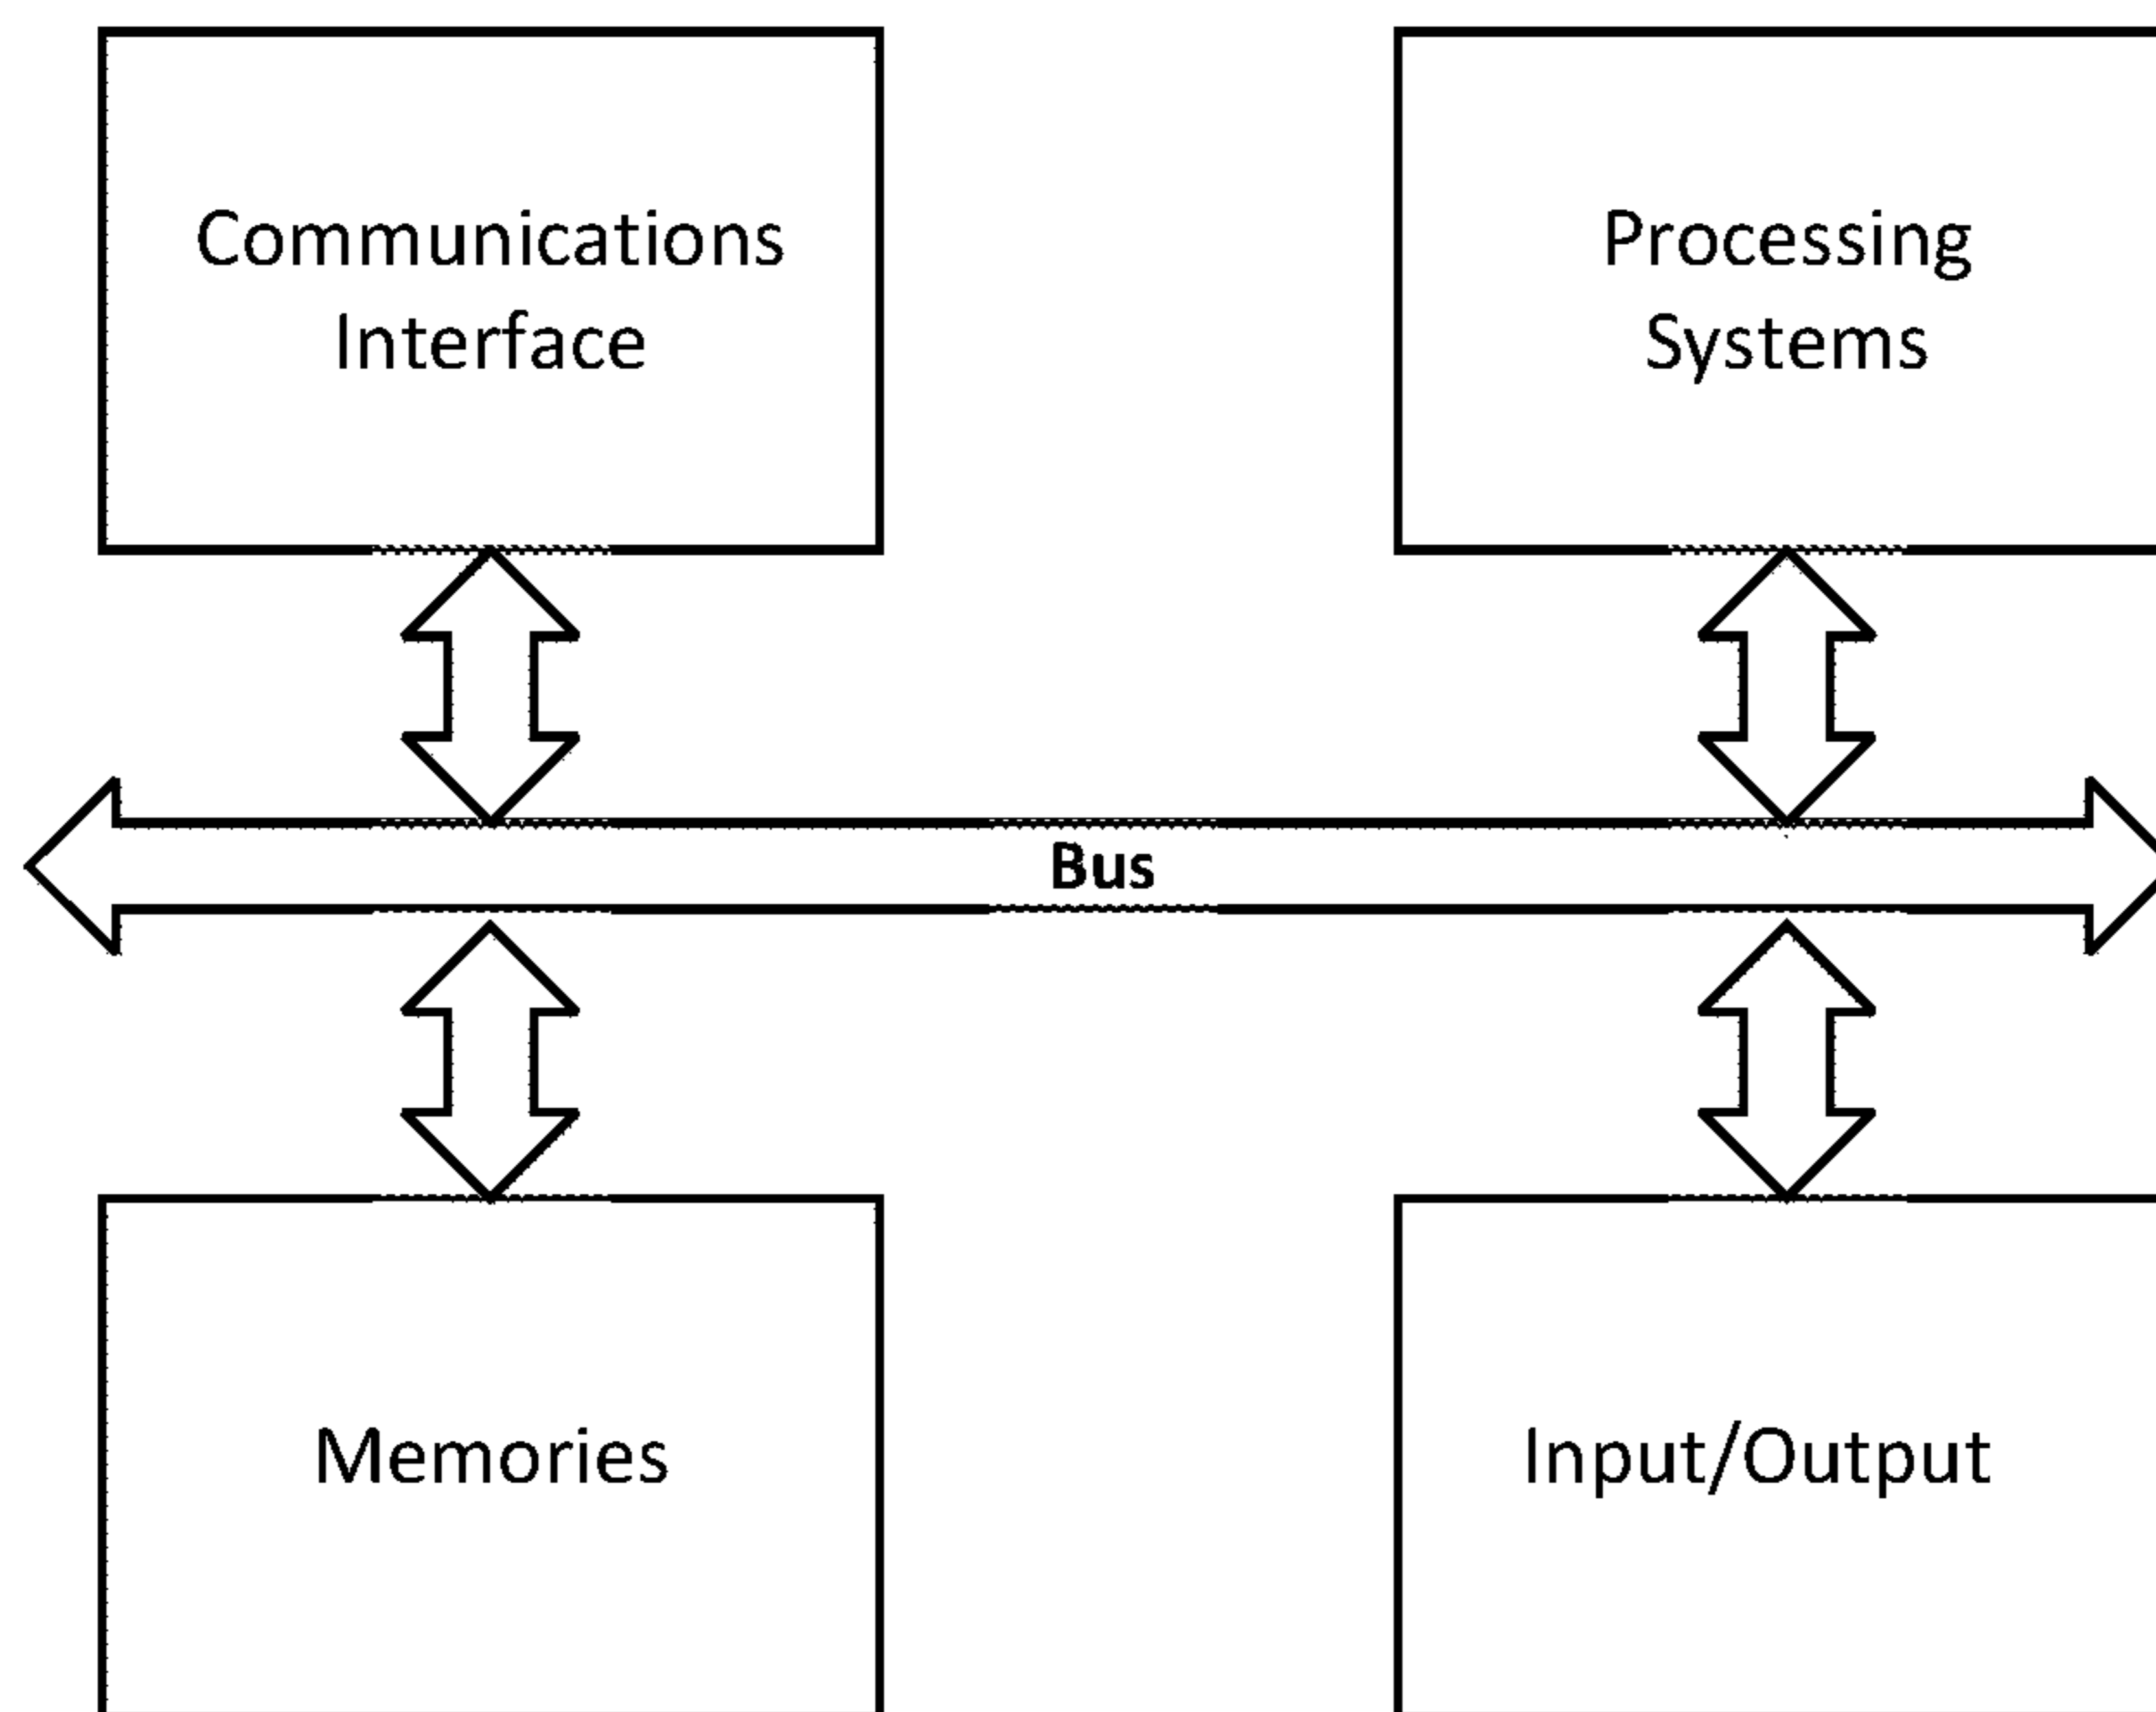 Communications
Interface
Processing
Systems
Bus
Memories
Input/Output